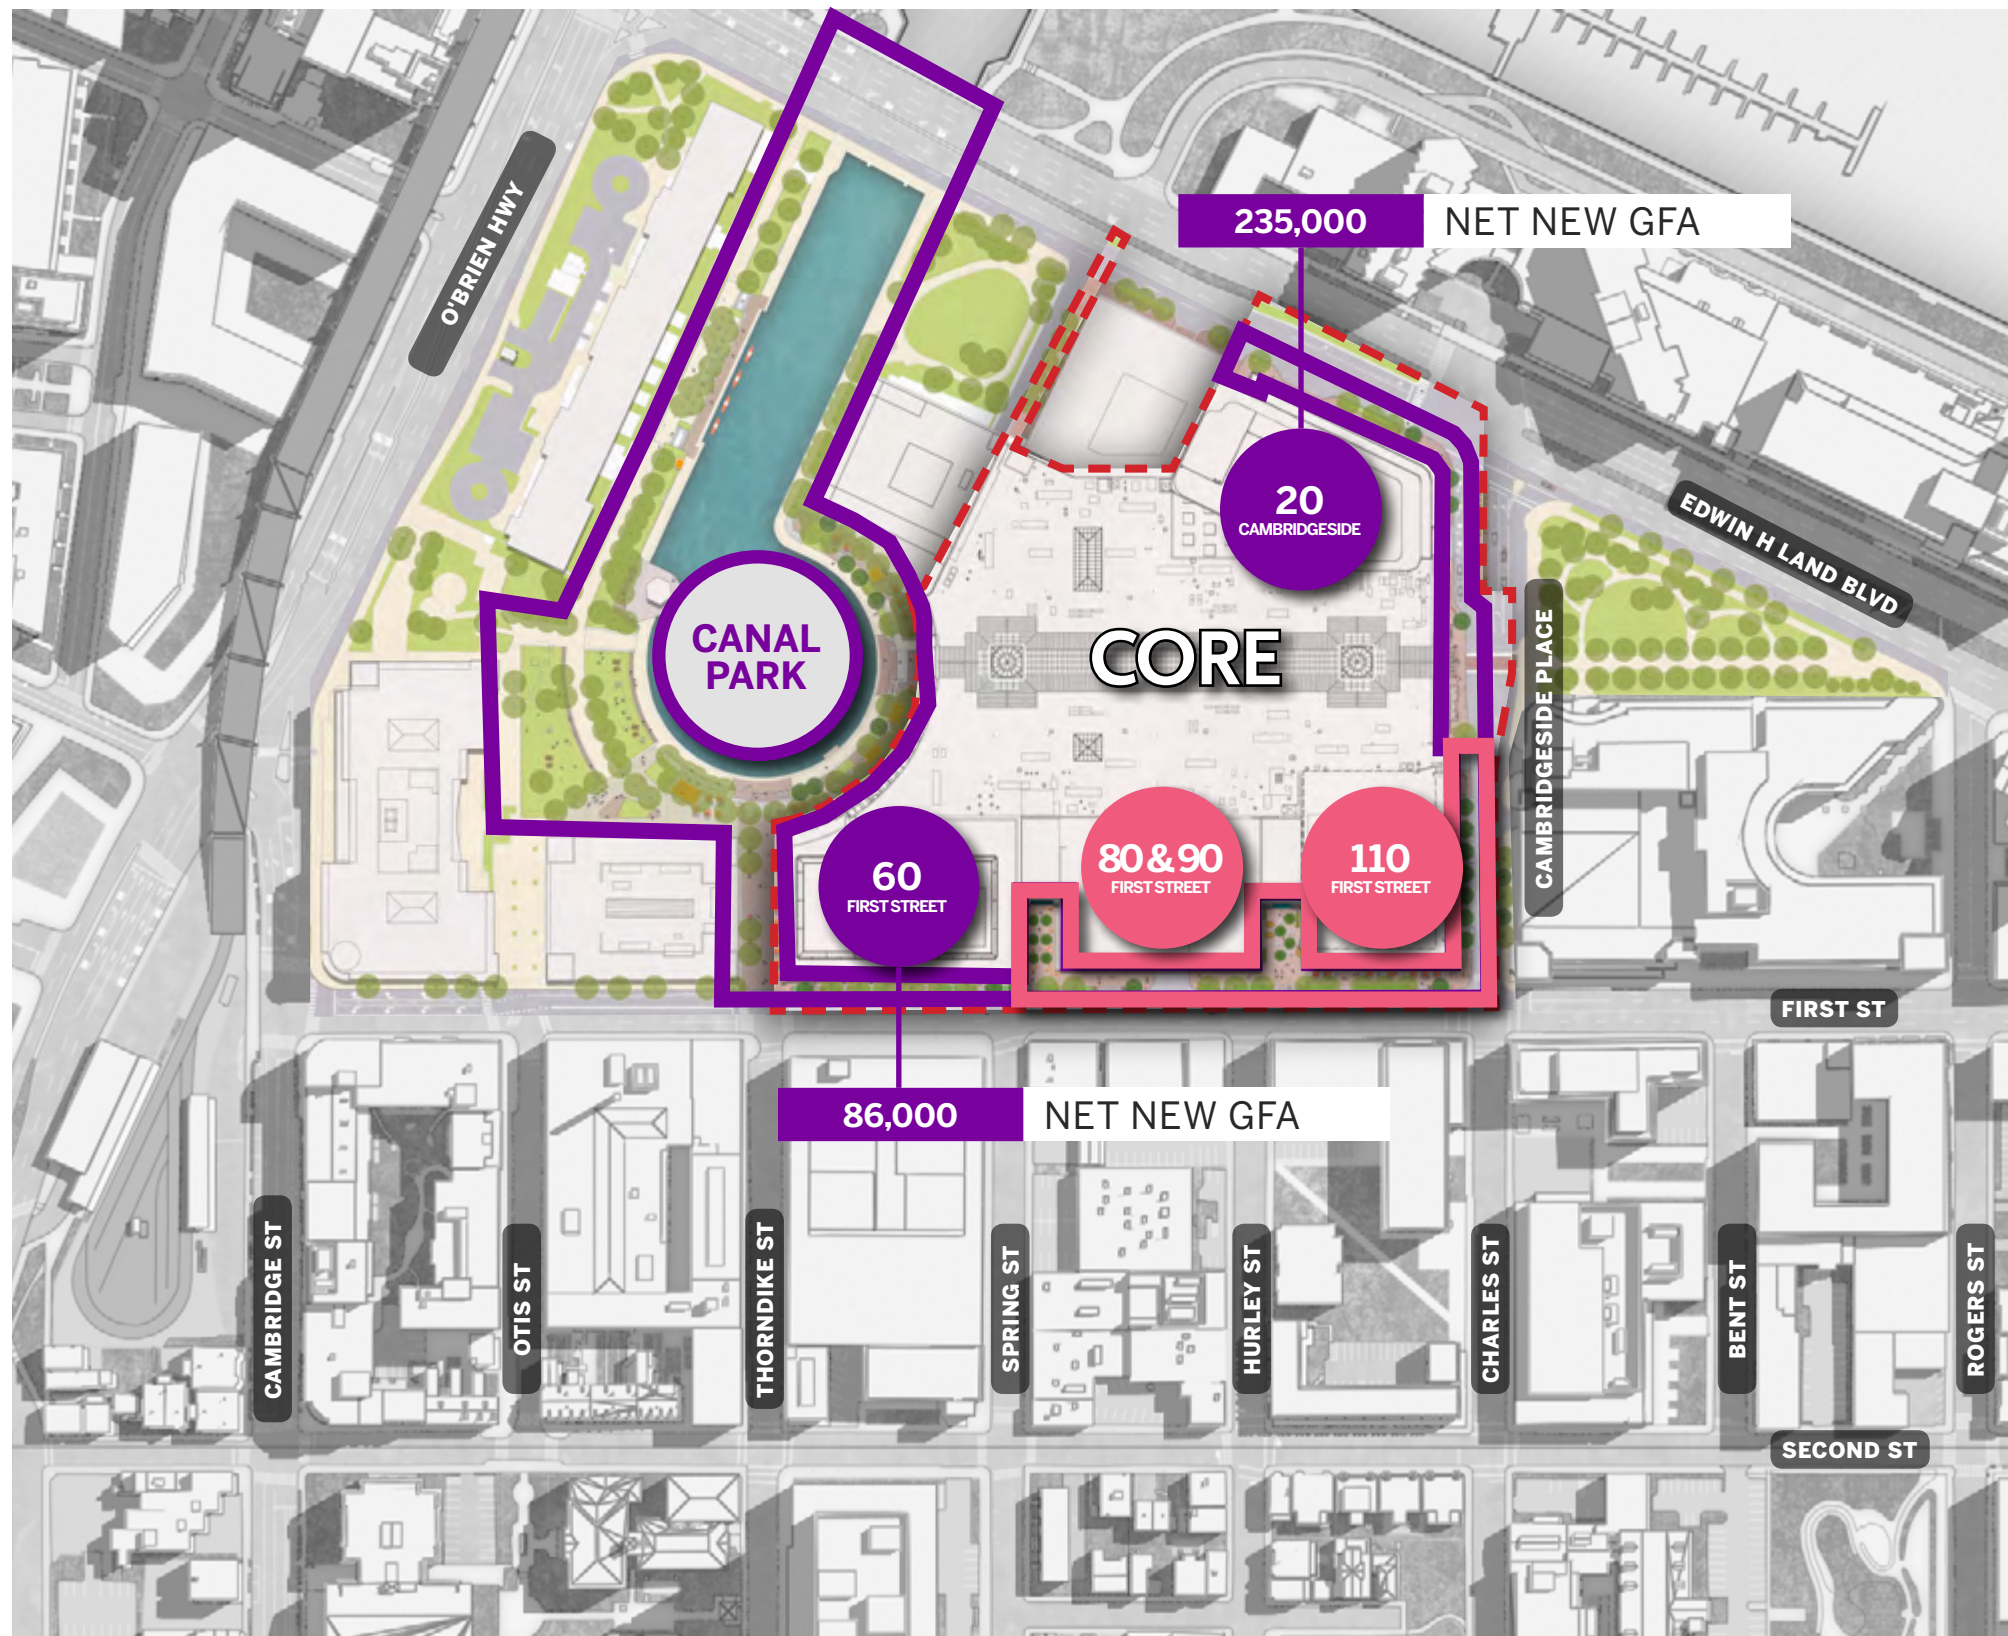 O'BRIEN HWY
235,000 NET NEW GFA
20
CAMBRIDGESIDE
EDWIN H LAND BLVD
CANAL
PARK
CORE
CAMBRIDGESIDE PLACE
60
FIRST STREET
80&90
FIRST STREET
110
FIRST STREET
FIRST ST
86,000 NET NEW GFA
CAMBRIDGE ST
OTIS ST
THORNDIKE ST
SPRING ST
HURLEY ST
CHARLES ST
BENT ST
ROGERS ST
SECOND ST